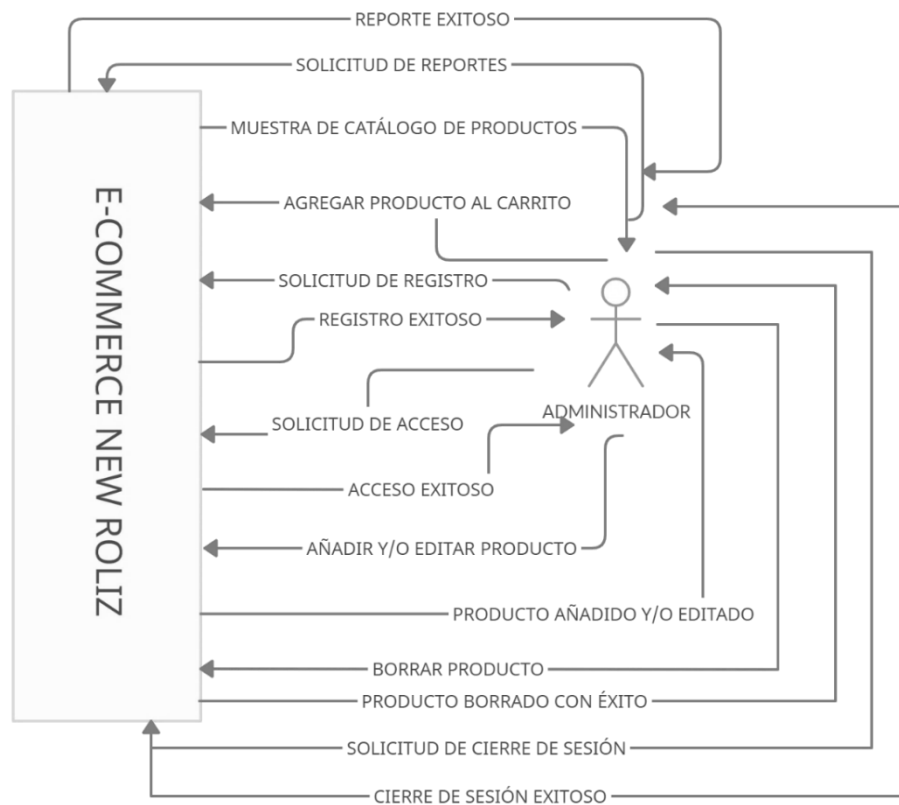 REPORTE EXITOSO
SOLICITUD DE REPORTES
MUESTRA DE CATÁLOGO DE PRODUCTOS
E-COMMERCE NEW ROLIZ
AGREGAR PRODUCTO AL CARRITO
SOLICITUD DE REGISTRO
REGISTRO EXITOSO
ADMINISTRADOR
SOLICITUD DE ACCESO
ACCESO EXITOSO
AÑADIR Y/O EDITAR PRODUCTO
PRODUCTO AÑADIDO Y/O EDITADO
BORRAR PRODUCTO
PRODUCTO BORRADO CON ÉXITO
SOLICITUD DE CIERRE DE SESIÓN
CIERRE DE SESIÓN EXITOSO